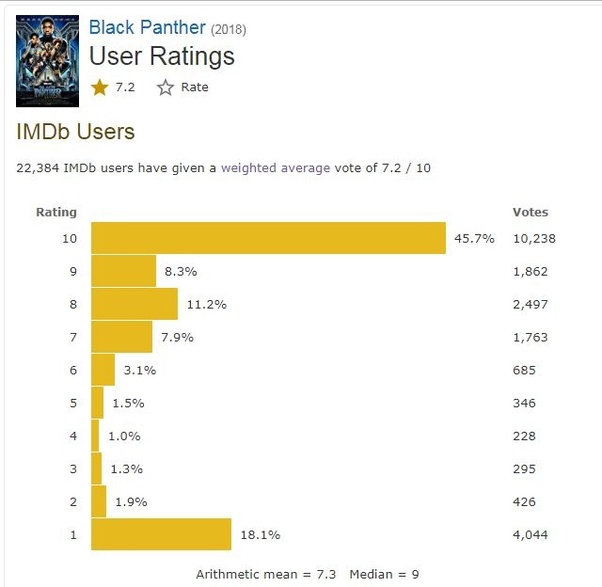 Black Panther (2018)
User Ratings
7.2 Rate
IMDb Users
22,384 IMDb users have given a weighted average vote of 7.2 / 10
Rating Votes
10 45.7% 10,238
9 8.3% 1,862
8 11.2% 2,497
7 7.9% 1,763
6 3.1% 685
5 1.5% 346
4 1.0% 228
3 1.3% 295
2 1.9% 426
1 18.1% 4,044
Arithmetic mean = 7.3 Median = 9